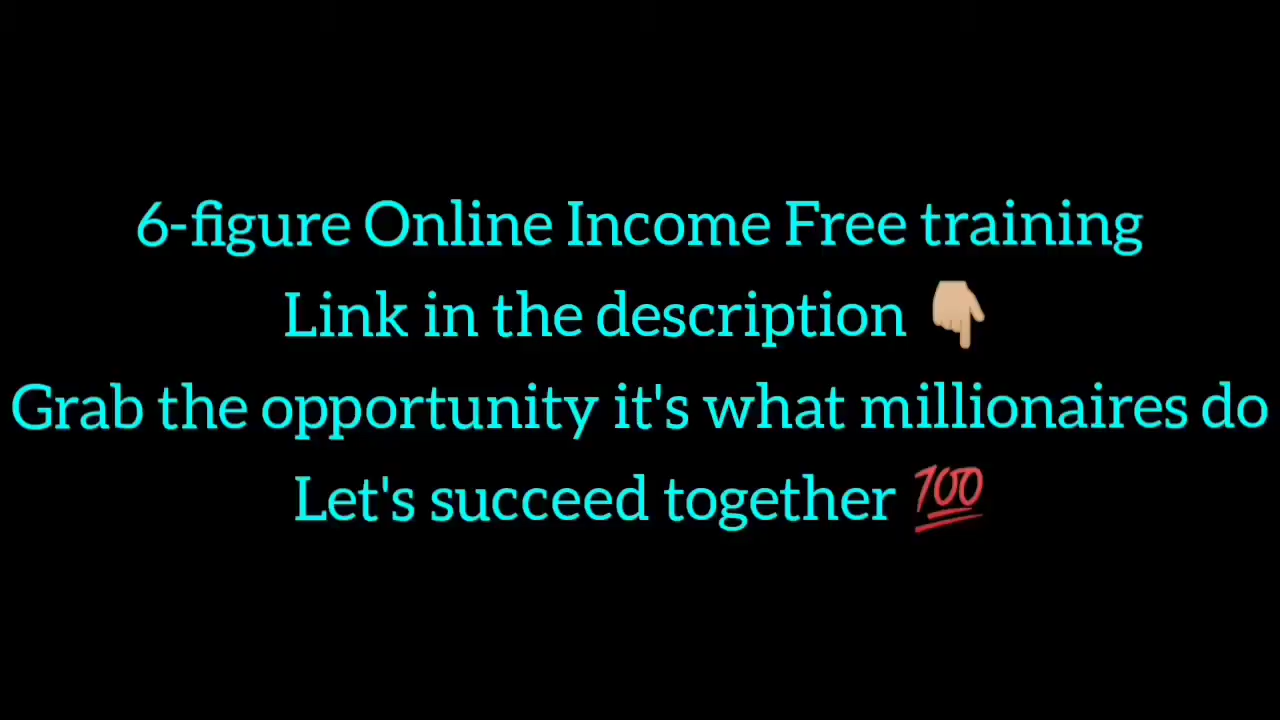 6-figure Online Income Free training
Link in the description 👇🏼
Grab the opportunity it's what millionaires do
Let's succeed together 💯